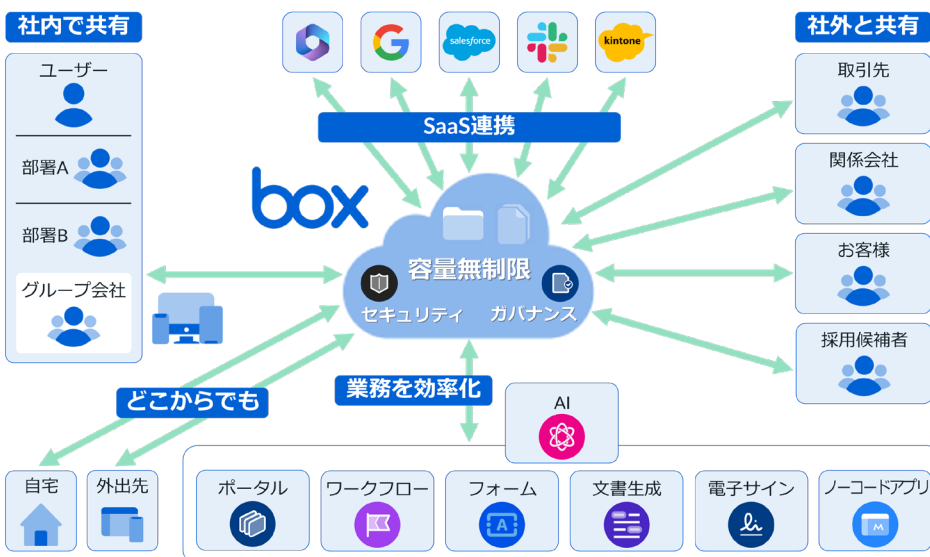 社内で共有
ユーザー
部署A
部署B
グループ会社
salesforce
kintone
SaaS連携
box
容量無制限
セキュリティ
ガバナンス
社外と共有
取引先
関係会社
お客様
採用候補者
どこからでも
業務を効率化
自宅
外出先
AI
ポータル
ワークフロー
フォーム
A
文書生成
電子サイン
ノーコードアプリ
M